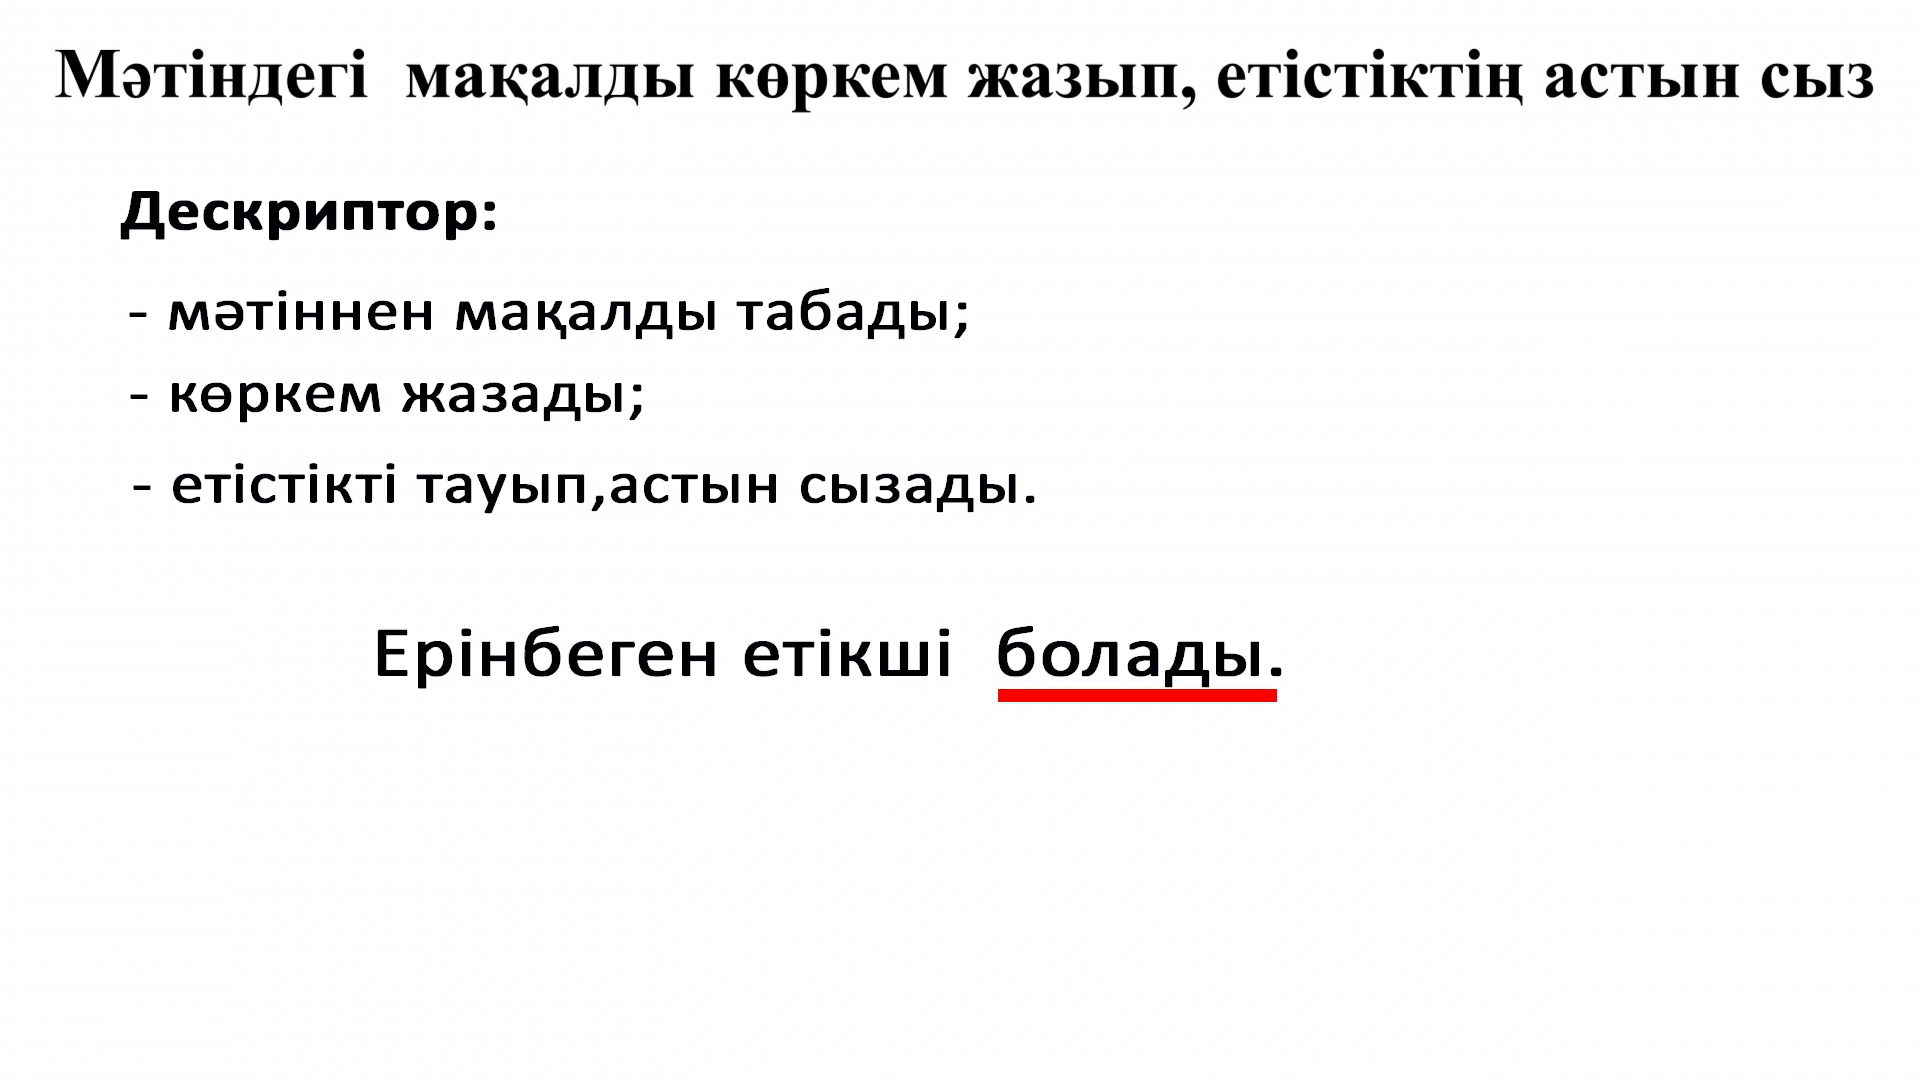 Мәтіндегі мақалды көркем жазып, етістіктің астын сыз
Дескриптор:
- мәтіннен мақалды табады;
- көркем жазады;
- етістікті тауып,астын сызады.
Ерінбеген етікші болады.